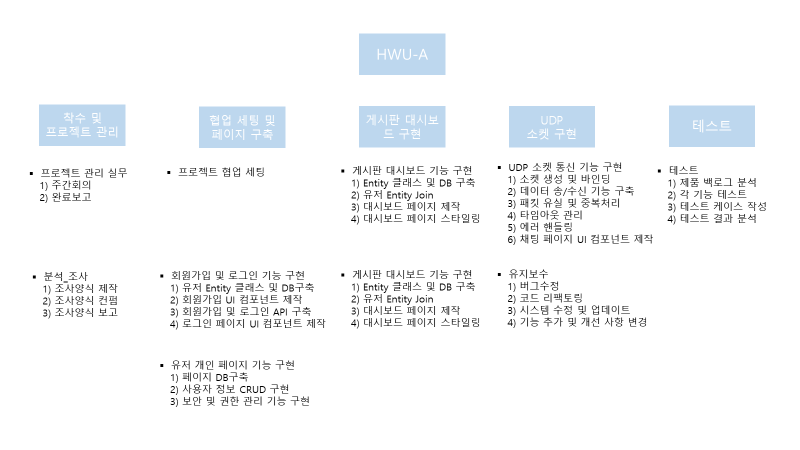 HWU-A
착수 및
프로젝트 관리
협업 세팅 및
페이지 구축
게시판 대시보
드 구현
UDP
소켓 구현
테스트
▪ 프로젝트 관리 실무
1) 주간회의
2) 완료보고
▪ 프로젝트 협업 세팅
▪ 게시판 대시보드 기능 구현
1) Entity 클래스 및 DB 구축
2) 유저 Entity Join
3) 대시보드 페이지 제작
4) 대시보드 페이지 스타일링
▪ UDP 소켓 통신 기능 구현
1) 소켓 생성 및 바인딩
2) 데이터 송/수신 기능 구축
3) 패킷 유실 및 중복처리
4) 타임아웃 관리
5) 에러 핸들링
6) 채팅 페이지 UI 컴포넌트 제작
▪ 테스트
1) 제품 백로그 분석
2) 각 기능 테스트
3) 테스트 케이스 작성
4) 테스트 결과 분석
▪ 분석_조사
1) 조사양식 제작
2) 조사양식 컨펌
3) 조사양식 보고
▪ 회원가입 및 로그인 기능 구현
1) 유저 Entity 클래스 및 DB구축
2) 회원가입 UI 컴포넌트 제작
3) 회원가입 및 로그인 API 구축
4) 로그인 페이지 UI 컴포넌트 제작
▪ 게시판 대시보드 기능 구현
1) Entity 클래스 및 DB 구축
2) 유저 Entity Join
3) 대시보드 페이지 제작
4) 대시보드 페이지 스타일링
▪ 유지보수
1) 버그수정
2) 코드 리팩토링
3) 시스템 수정 및 업데이트
4) 기능 추가 및 개선 사항 변경
▪ 유저 개인 페이지 기능 구현
1) 페이지 DB구축
2) 사용자 정보 CRUD 구현
3) 보안 및 권한 관리 기능 구현